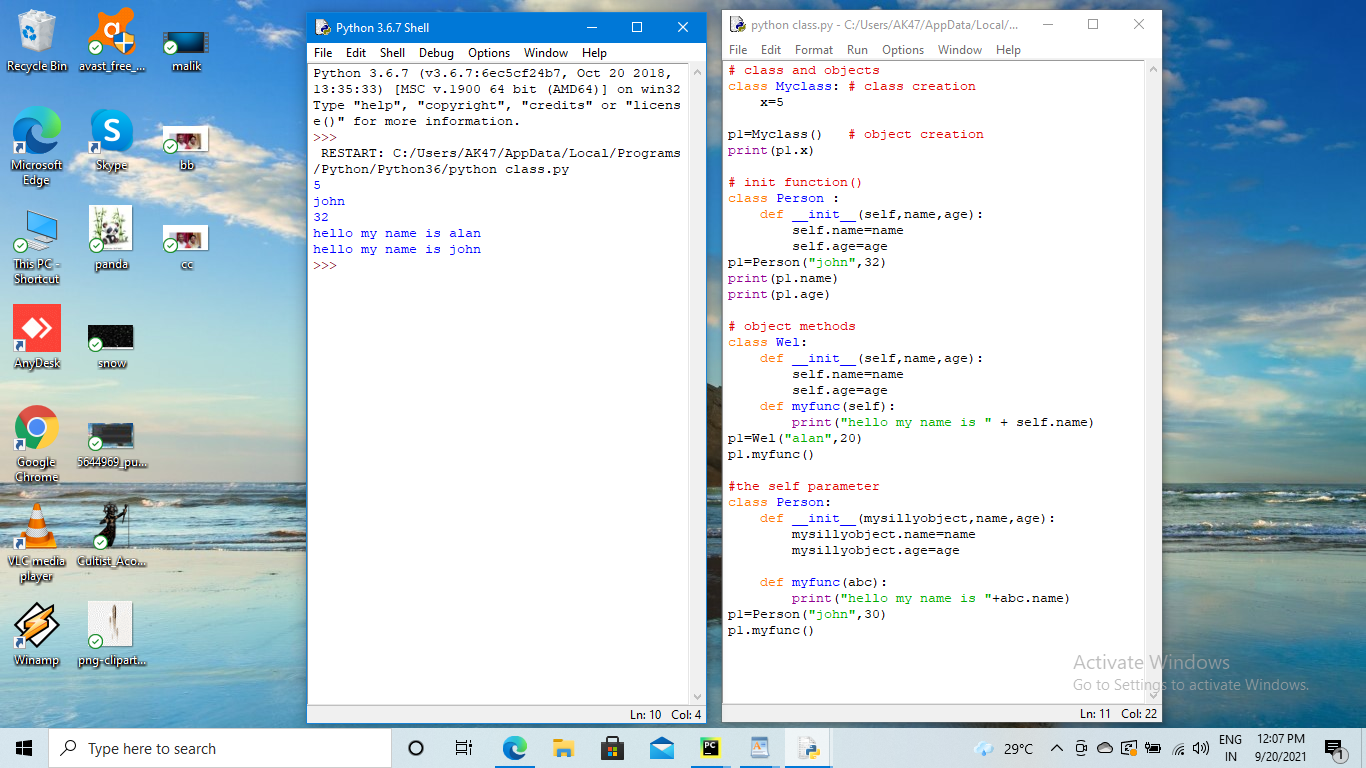 Recycle Bin
avast_free_...
malik
Microsoft
Edge
Skype
bb
This PC -
Shortcut
panda
cc
AnyDesk
snow
Google
Chrome
5644969_pu...
VLC media
player
Cultist_Aco...
Winamp
png-clipart...
Python 3.6.7 Shell
File Edit Shell Debug Options Window Help
Python 3.6.7 (v3.6.7:6ec5cf24b7, Oct 20 2018,
13:35:33) [MSC v.1900 64 bit (AMD64)] on win32
Type "help", "copyright", "credits" or "licens
e()" for more information.
>>>
 RESTART: C:/Users/AK47/AppData/Local/Programs
/Python/Python36/python class.py
5
john
32
hello my name is alan
hello my name is john
>>>
Ln: 10 Col: 4
python class.py - C:/Users/AK47/AppData/Local/...
File Edit Format Run Options Window Help
# class and objects
class Myclass: # class creation
    x=5
p1=Myclass()   # object creation
print(p1.x)
# init function()
class Person :
    def __init__(self,name,age):
        self.name=name
        self.age=age
p1=Person("john",32)
print(p1.name)
print(p1.age)
# object methods
class Wel:
    def __init__(self,name,age):
        self.name=name
        self.age=age
    def myfunc(self):
        print("hello my name is " + self.name)
p1=Wel("alan",20)
p1.myfunc()
#the self parameter
class Person:
    def __init__(mysillyobject,name,age):
        mysillyobject.name=name
        mysillyobject.age=age
    def myfunc(abc):
        print("hello my name is "+abc.name)
p1=Person("john",30)
p1.myfunc()
Ln: 11 Col: 22
Activate Windows
Go to Settings to activate Windows.
Type here to search
PC
29°C
ENG
IN
12:07 PM
9/20/2021
1